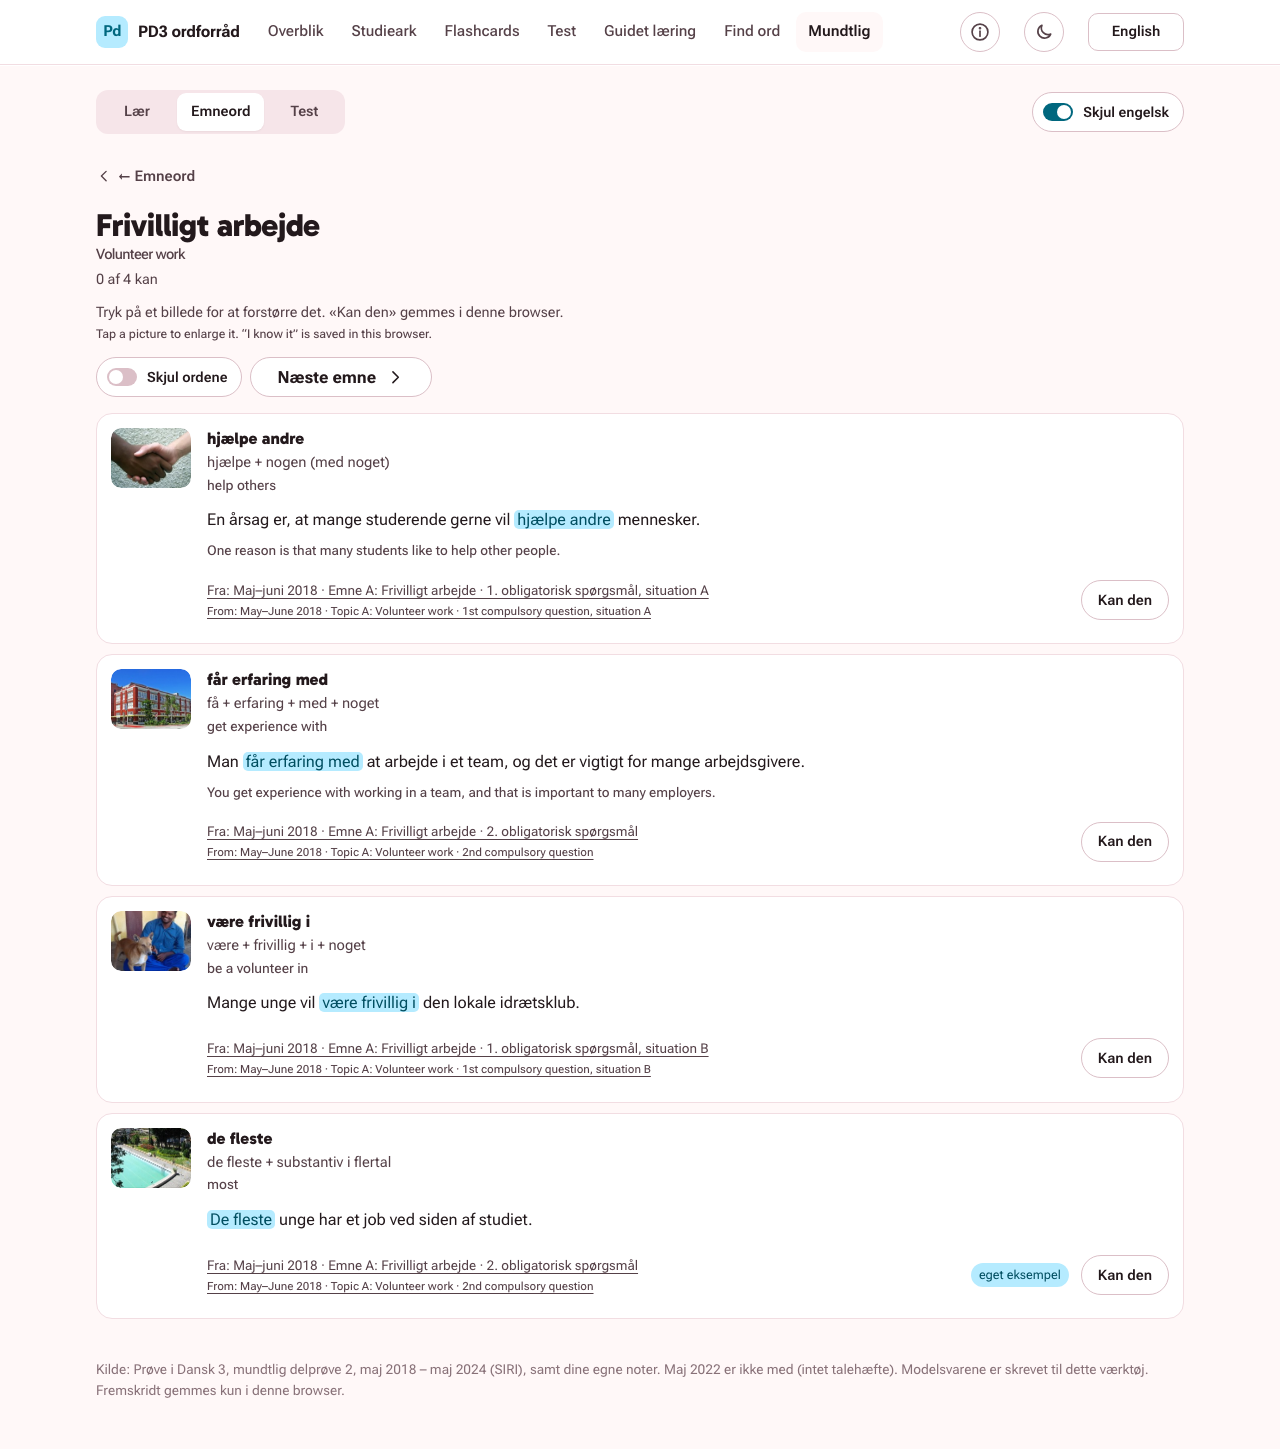 Pd PD3 ordforråd Overblik Studieark Flashcards Test Guidet læring Find ord Mundtlig English
Lær Emneord Test Skjul engelsk
← Emneord
Frivilligt arbejde
Volunteer work
0 af 4 kan
Tryk på et billede for at forstørre det. «Kan den» gemmes i denne browser.
Tap a picture to enlarge it. “I know it” is saved in this browser.
Skjul ordene Næste emne
hjælpe andre
hjælpe + nogen (med noget)
help others
En årsag er, at mange studerende gerne vil hjælpe andre mennesker.
One reason is that many students like to help other people.
Fra: Maj–juni 2018 · Emne A: Frivilligt arbejde · 1. obligatorisk spørgsmål, situation A
From: May–June 2018 · Topic A: Volunteer work · 1st compulsory question, situation A
Kan den
får erfaring med
få + erfaring + med + noget
get experience with
Man får erfaring med at arbejde i et team, og det er vigtigt for mange arbejdsgivere.
You get experience with working in a team, and that is important to many employers.
Fra: Maj–juni 2018 · Emne A: Frivilligt arbejde · 2. obligatorisk spørgsmål
From: May–June 2018 · Topic A: Volunteer work · 2nd compulsory question
Kan den
være frivillig i
være + frivillig + i + noget
be a volunteer in
Mange unge vil være frivillig i den lokale idrætsklub.
Fra: Maj–juni 2018 · Emne A: Frivilligt arbejde · 1. obligatorisk spørgsmål, situation B
From: May–June 2018 · Topic A: Volunteer work · 1st compulsory question, situation B
Kan den
de fleste
de fleste + substantiv i flertal
most
De fleste unge har et job ved siden af studiet.
Fra: Maj–juni 2018 · Emne A: Frivilligt arbejde · 2. obligatorisk spørgsmål
From: May–June 2018 · Topic A: Volunteer work · 2nd compulsory question
eget eksempel Kan den
Kilde: Prøve i Dansk 3, mundtlig delprøve 2, maj 2018 – maj 2024 (SIRI), samt dine egne noter. Maj 2022 er ikke med (intet talehæfte). Modelsvarene er skrevet til dette værktøj.
Fremskridt gemmes kun i denne browser.